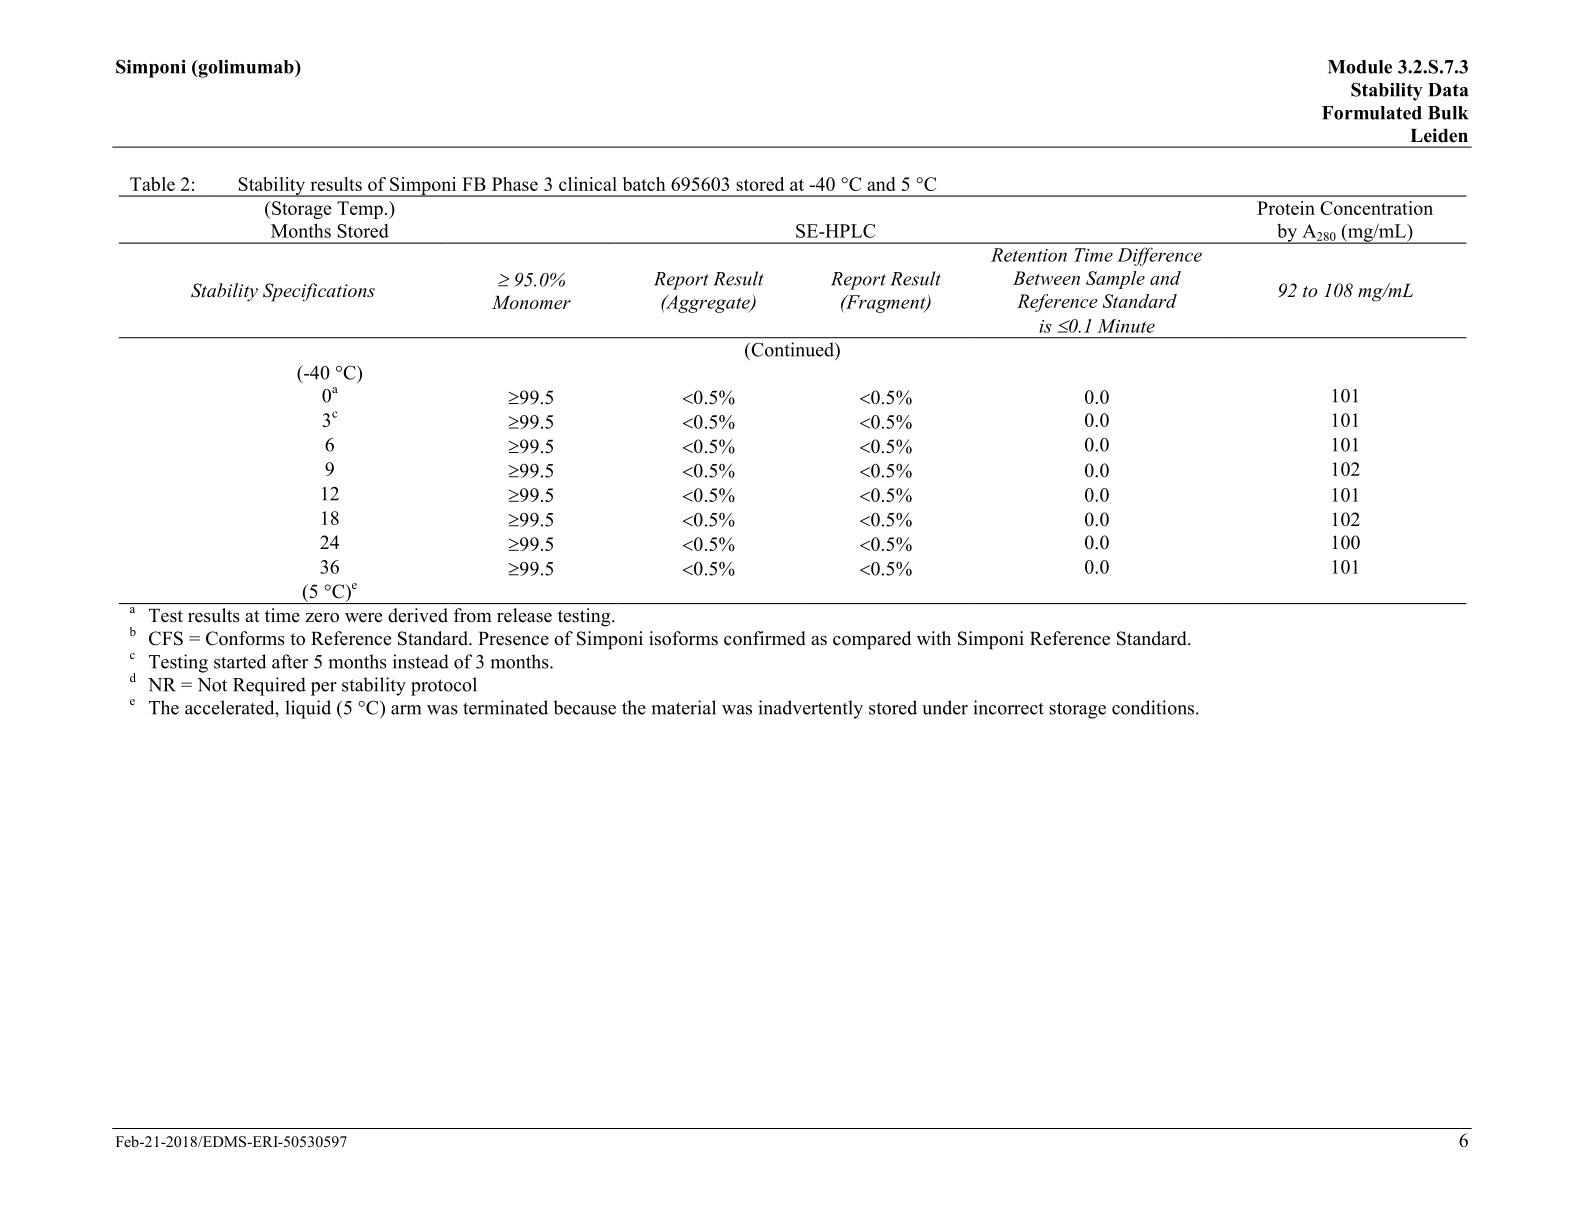 Simponi (golimumab)
Module 3.2.S.7.3
Stability Data
Formulated Bulk
Leiden
Table 2: Stability results of Simponi FB Phase 3 clinical batch 695603 stored at -40 °C and 5 °C
(Storage Temp.)
Months Stored
SE-HPLC
Protein Concentration
by A280 (mg/mL)
Stability Specifications
≥ 95.0%
Monomer
Report Result
(Aggregate)
Report Result
(Fragment)
Retention Time Difference
Between Sample and
Reference Standard
is ≤0.1 Minute
92 to 108 mg/mL
(Continued)
(-40 °C)
0a ≥99.5 <0.5% <0.5% 0.0 101
3c ≥99.5 <0.5% <0.5% 0.0 101
6 ≥99.5 <0.5% <0.5% 0.0 101
9 ≥99.5 <0.5% <0.5% 0.0 102
12 ≥99.5 <0.5% <0.5% 0.0 101
18 ≥99.5 <0.5% <0.5% 0.0 102
24 ≥99.5 <0.5% <0.5% 0.0 100
36 ≥99.5 <0.5% <0.5% 0.0 101
(5 °C)e
a Test results at time zero were derived from release testing.
b CFS = Conforms to Reference Standard. Presence of Simponi isoforms confirmed as compared with Simponi Reference Standard.
c Testing started after 5 months instead of 3 months.
d NR = Not Required per stability protocol
e The accelerated, liquid (5 °C) arm was terminated because the material was inadvertently stored under incorrect storage conditions.
Feb-21-2018/EDMS-ERI-50530597
6